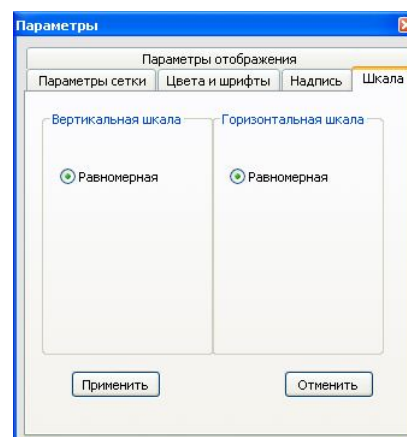 Параметры
Параметры отображения
Параметры сетки Цвета и шрифты Надпись Шкала
Вертикальная шкала Горизонтальная шкала
Равномерная Равномерная
Применить Отменить